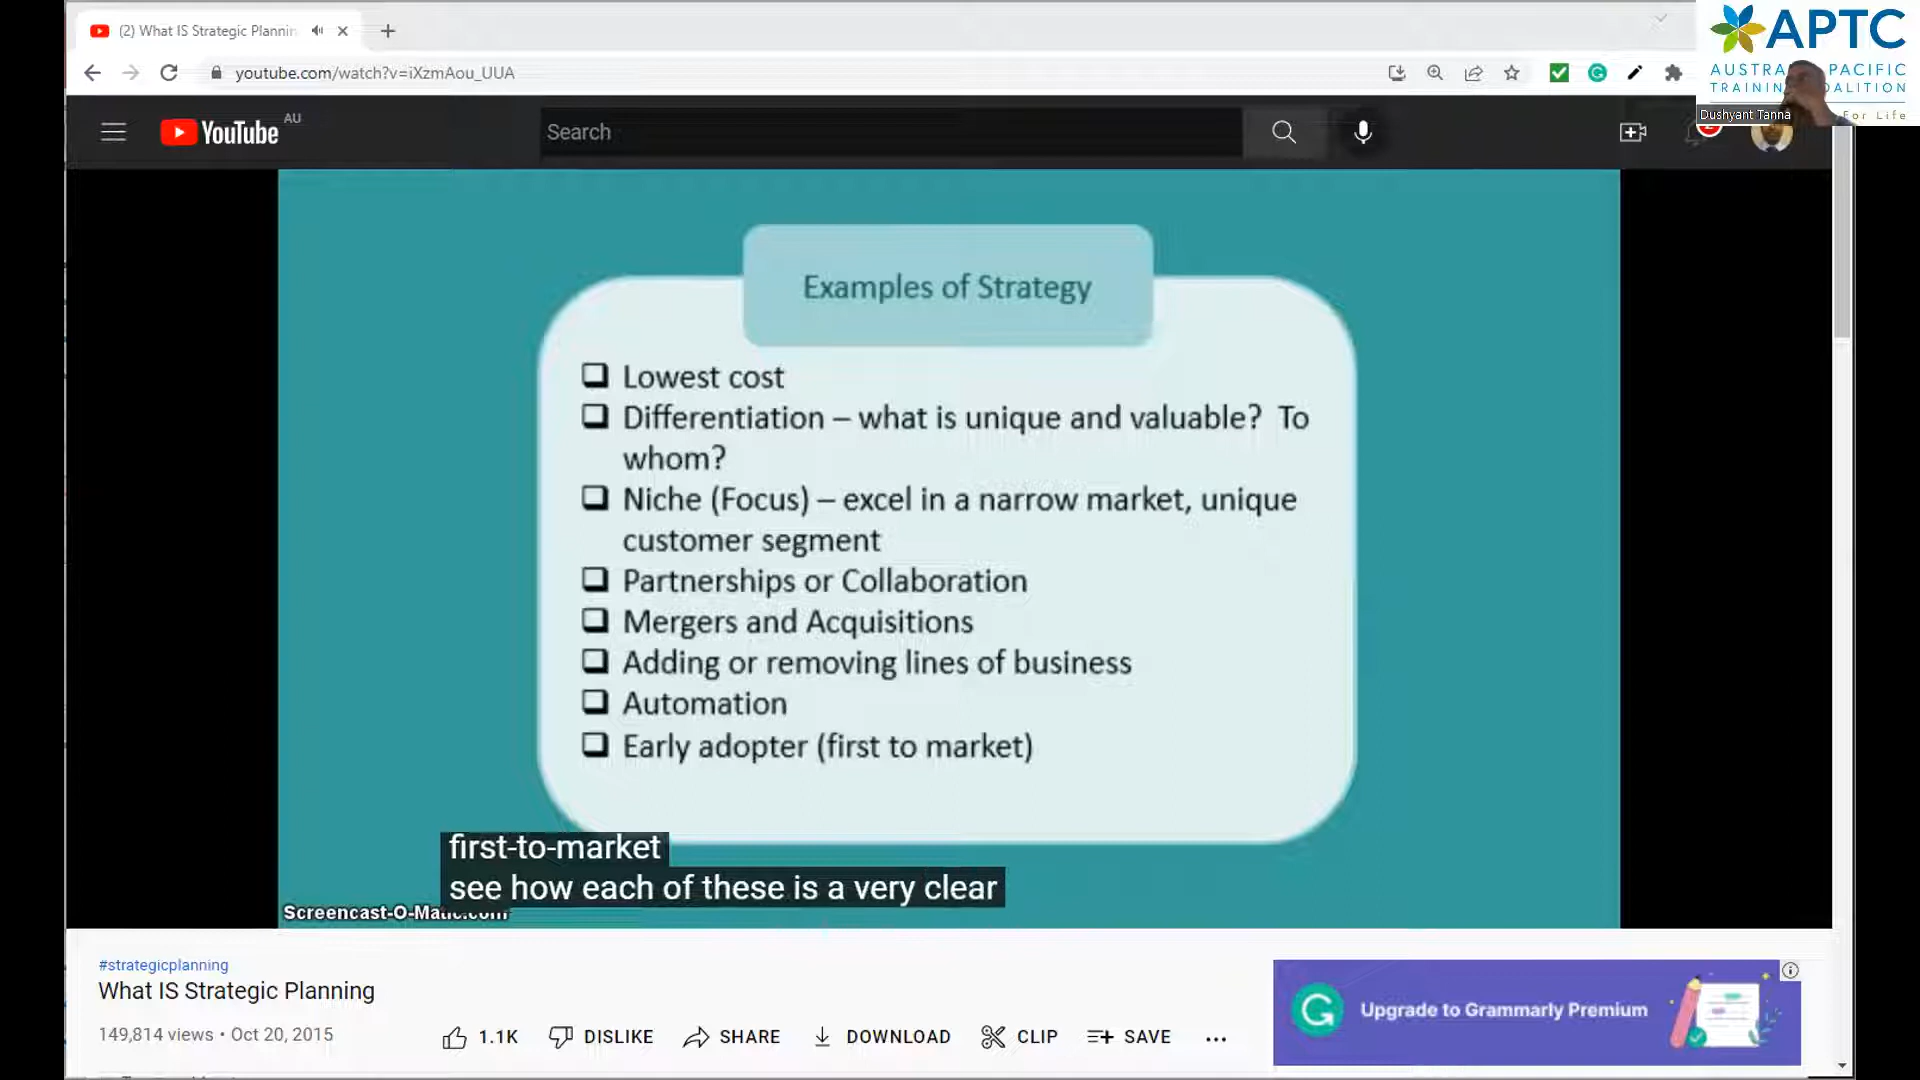 (2) What IS Strategic Plannin
youtube.com/watch?v=iXzmAou_UUA
APTC
PACIFIC
Dushyant Tanna
For Life
YouTube
AU
Search
Examples of Strategy
Lowest cost
Differentiation – what is unique and valuable? To
whom?
Niche (Focus) – excel in a narrow market, unique
customer segment
Partnerships or Collaboration
Mergers and Acquisitions
Adding or removing lines of business
Automation
Early adopter (first to market)
first-to-market
see how each of these is a very clear
#strategicplanning
What IS Strategic Planning
149,814 views • Oct 20, 2015
1.1K
DISLIKE
SHARE
DOWNLOAD
CLIP
SAVE
Upgrade to Grammarly Premium